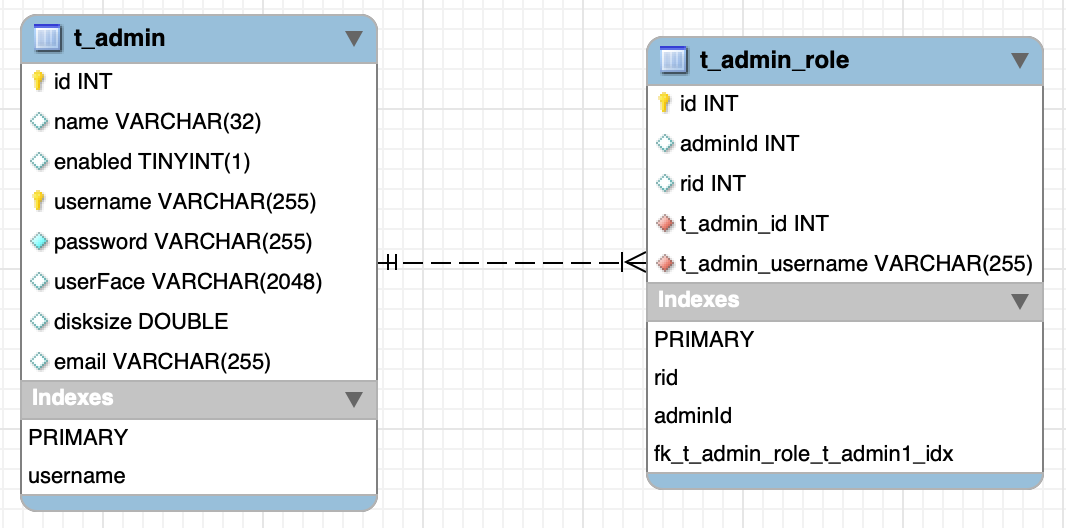 t_admin
id INT
name VARCHAR(32)
enabled TINYINT(1)
username VARCHAR(255)
password VARCHAR(255)
userFace VARCHAR(2048)
disksize DOUBLE
email VARCHAR(255)
Indexes
PRIMARY
username
t_admin_role
id INT
adminId INT
rid INT
t_admin_id INT
t_admin_username VARCHAR(255)
Indexes
PRIMARY
rid
adminId
fk_t_admin_role_t_admin1_idx